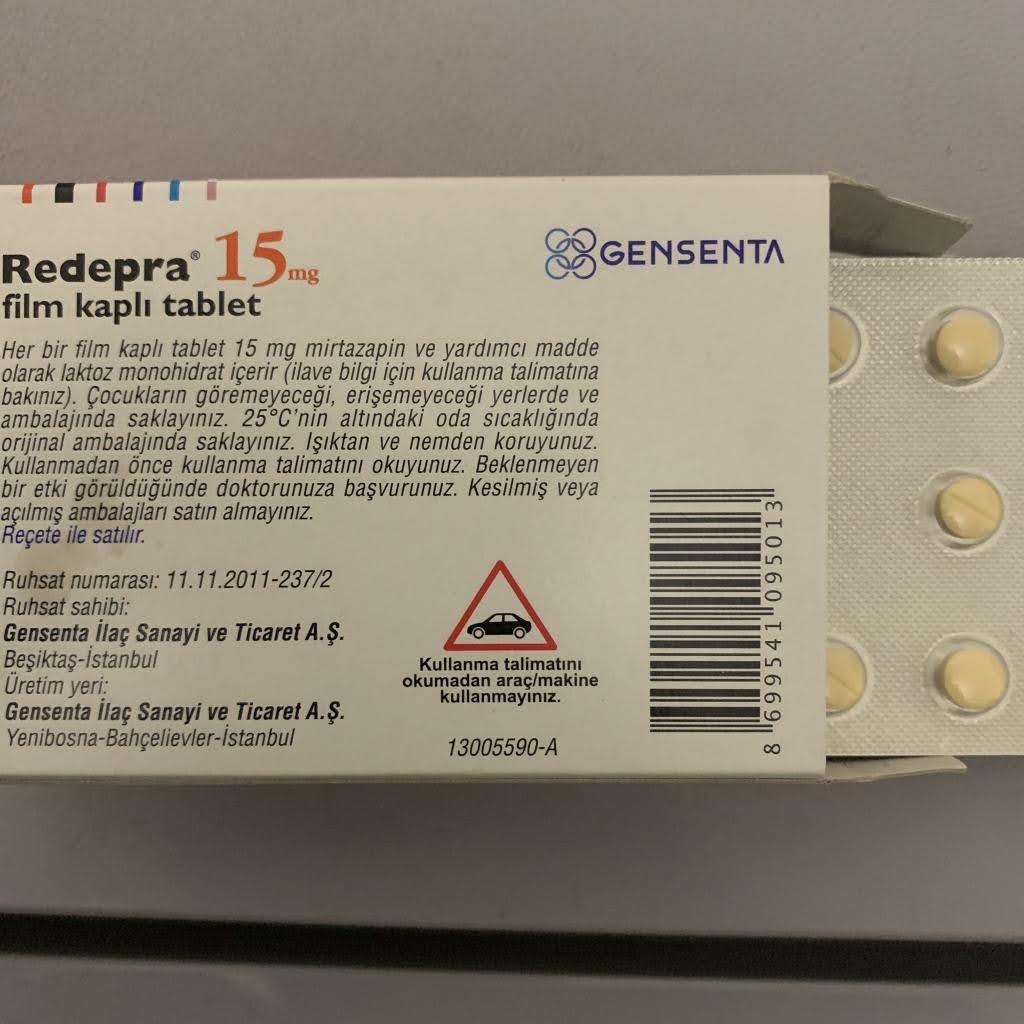 Redepra® 15 mg
film kaplı tablet
GENSENTA
Her bir film kaplı tablet 15 mg mirtazapin ve yardımcı madde
olarak laktoz monohidrat içerir (ilave bilgi için kullanma talimatına
bakınız). Çocukların göremeyeceği, erişemeyeceği yerlerde ve
ambalajında saklayınız. 25°C'nin altındaki oda sıcaklığında
orijinal ambalajında saklayınız. Işıktan ve nemden koruyunuz.
Kullanmadan önce kullanma talimatını okuyunuz. Beklenmeyen
bir etki görüldüğünde doktorunuza başvurunuz. Kesilmiş veya
açılmış ambalajları satın almayınız.
Reçete ile satılır.
Ruhsat numarası: 11.11.2011-237/2
Ruhsat sahibi:
Gensenta İlaç Sanayi ve Ticaret A.Ş.
Beşiktaş-İstanbul
Üretim yeri:
Gensenta İlaç Sanayi ve Ticaret A.Ş.
Yenibosna-Bahçelievler-İstanbul
Kullanma talimatını
okumadan araç/makine
kullanmayınız.
13005590-A
8 699541 095013